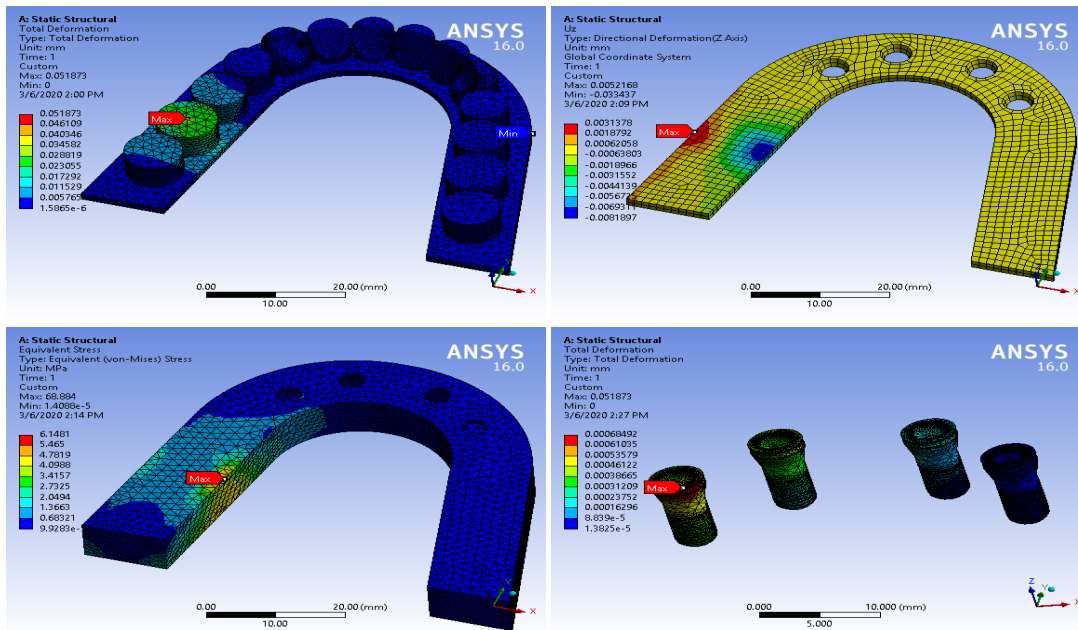 A: Static Structural
Total Deformation
Type: Total Deformation
Unit: mm
Time: 1
Custom
Max: 0.051873
Min: 0
3/6/2020 2:00 PM
0.051873
0.046109
0.040346
0.034582
0.028819
0.023055
0.017292
0.011529
0.005765
1.5865e-6
ANSYS
16.0
Max
Min
0.00
20.00 (mm)
10.00
X
A: Static Structural
Uz
Type: Directional Deformation(Z Axis)
Unit: mm
Global Coordinate System
Time: 1
Custom
Max: 0.0052168
Min: -0.033437
3/6/2020 2:09 PM
0.0031378
0.0018792
0.00062058
-0.00063803
-0.0018966
-0.0031552
-0.0044139
-0.005672
-0.0069311
-0.0081897
ANSYS
16.0
Max
0.00
20.00 (mm)
10.00
Z
X
A: Static Structural
Equivalent Stress
Type: Equivalent (von-Mises) Stress
Unit: MPa
Time: 1
Custom
Max: 68.884
Min: 1.4088e-5
3/6/2020 2:14 PM
6.1481
5.465
4.7819
4.0988
3.4157
2.7325
2.0494
1.3663
0.68321
9.9283e-
ANSYS
16.0
Max
0.00
20.00 (mm)
10.00
Y
X
A: Static Structural
Total Deformation
Type: Total Deformation
Unit: mm
Time: 1
Custom
Max: 0.051873
Min: 0
3/6/2020 2:27 PM
0.00068492
0.00061035
0.00053579
0.00046122
0.00038665
0.00031209
0.00023752
0.00016296
8.839e-5
1.3825e-5
ANSYS
16.0
Max
0.000
10.000 (mm)
5.000
Z
Y
X